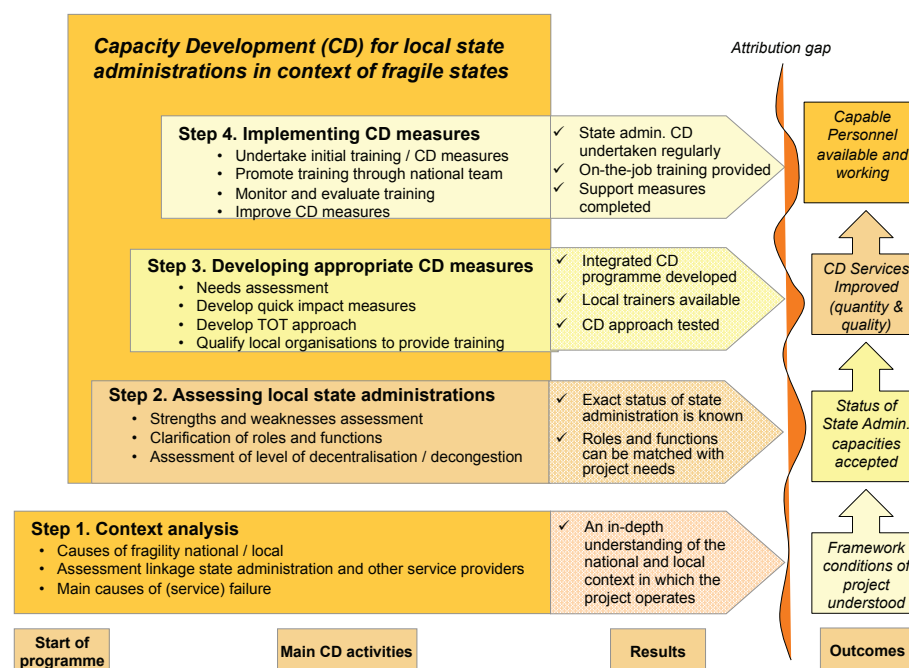 Capacity Development (CD) for local state
administrations in context of fragile states
Attribution gap
Step 4. Implementing CD measures
• Undertake initial training / CD measures
• Promote training through national team
• Monitor and evaluate training
• Improve CD measures
✓ State admin. CD
undertaken regularly
✓ On-the-job training provided
✓ Support measures
completed
Capable
Personnel
available and
working
Step 3. Developing appropriate CD measures
• Needs assessment
• Develop quick impact measures
• Develop TOT approach
• Qualify local organisations to provide training
✓ Integrated CD
programme developed
✓ Local trainers available
✓ CD approach tested
CD Services
Improved
(quantity &
quality)
Step 2. Assessing local state administrations
• Strengths and weaknesses assessment
• Clarification of roles and functions
• Assessment of level of decentralisation / decongestion
✓ Exact status of state
administration is known
✓ Roles and functions
can be matched with
project needs
Status of
State Admin.
capacities
accepted
Step 1. Context analysis
• Causes of fragility national / local
• Assessment linkage state administration and other service providers
• Main causes of (service) failure
✓ An in-depth
understanding of the
national and local
context in which the
project operates
Framework
conditions of
project
understood
Start of
programme
Main CD activities
Results
Outcomes